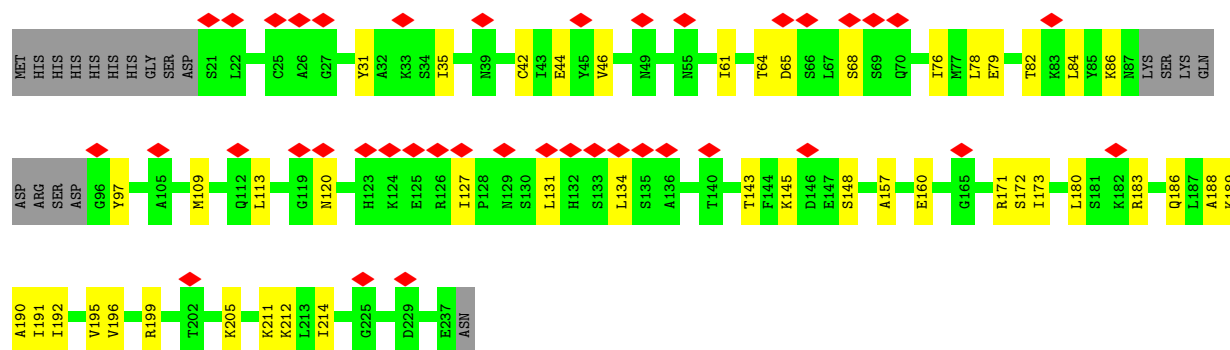 MET HIS HIS HIS HIS HIS HIS GLY SER ASP S21 L22 C25 A26 G27 Y31 A32 K33 S34 I35 N39 C42 I43 E44 Y45 V46 N49 N55 I61 T64 D65 S66 L67 S68 S69 Q70 I76 M77 L78 E79 T82 K83 L84 Y85 K86 N87 LYS SER LYS GLN
ASP ARG SER ASP G96 Y97 A105 M109 Q112 L113 G119 N120 H123 K124 E125 R126 I127 P128 N129 S130 L131 H132 S133 L134 S135 A136 T140 T143 F144 K145 D146 E147 S148 A157 E160 G165 R171 S172 I173 L180 S181 K182 R183 Q186 L187 A188 K189
A190 I191 I192 V195 V196 R199 T202 K205 K211 K212 L213 I214 G225 D229 E237 ASN